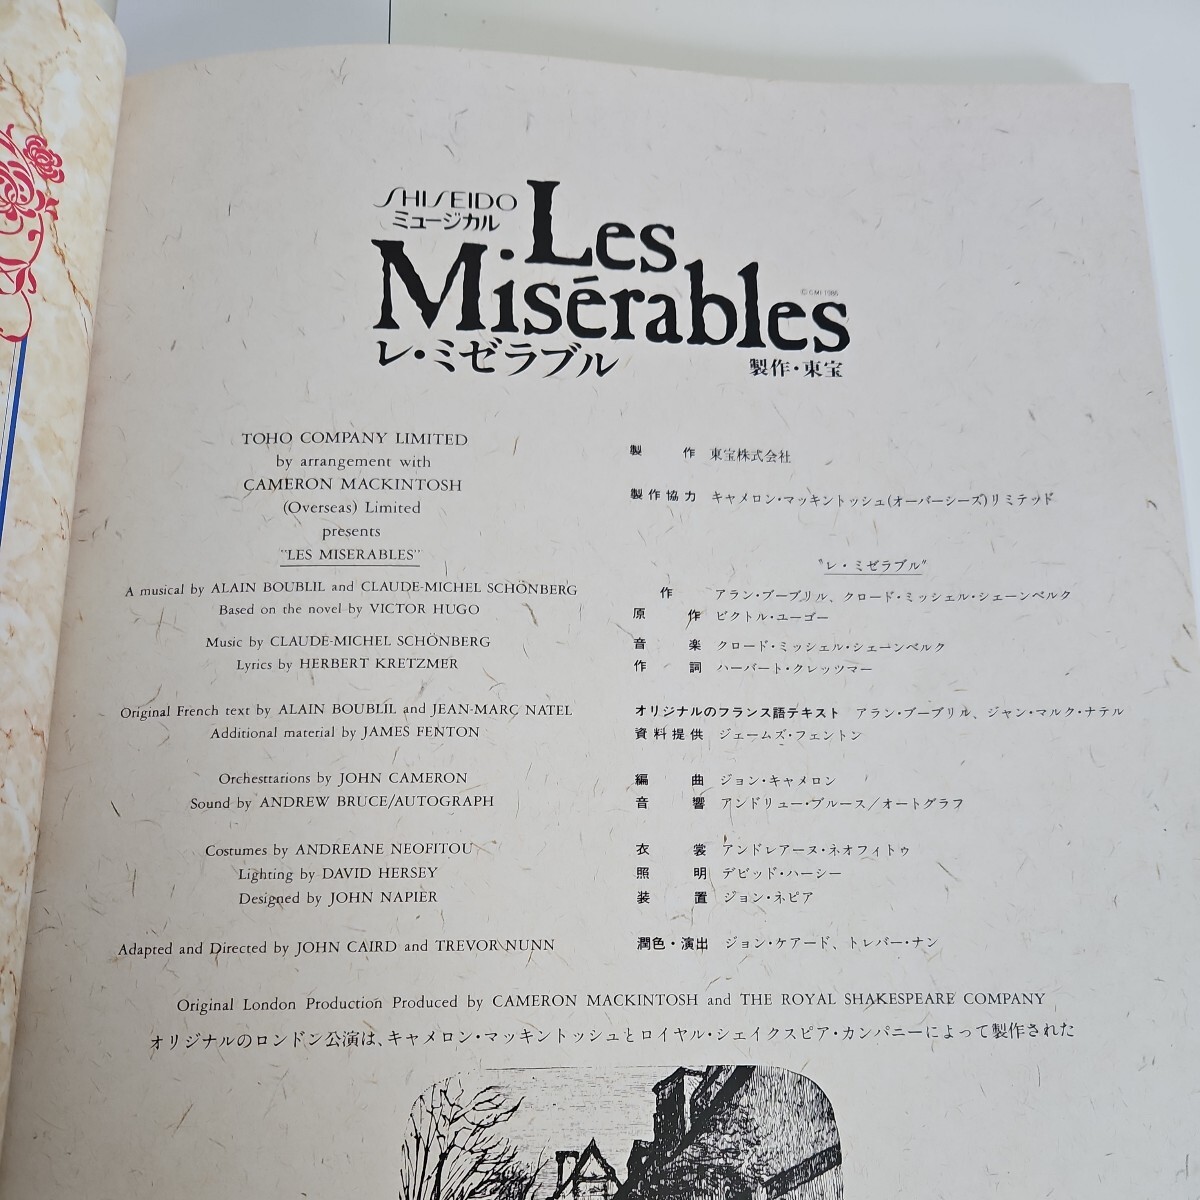 SHISEIDO
ミュージカル
Les
Misérables
©CMI 1986
レ・ミゼラブル
製作・東宝
TOHO COMPANY LIMITED
by arrangement with
CAMERON MACKINTOSH
(Overseas) Limited
presents
"LES MISERABLES"
A musical by ALAIN BOUBLIL and CLAUDE-MICHEL SCHÖNBERG
Based on the novel by VICTOR HUGO
Music by CLAUDE-MICHEL SCHÖNBERG
Lyrics by HERBERT KRETZMER
Original French text by ALAIN BOUBLIL and JEAN-MARC NATEL
Additional material by JAMES FENTON
Orchesttarions by JOHN CAMERON
Sound by ANDREW BRUCE/AUTOGRAPH
Costumes by ANDREANE NEOFITOU
Lighting by DAVID HERSEY
Designed by JOHN NAPIER
Adapted and Directed by JOHN CAIRD and TREVOR NUNN
製作 東宝株式会社
製作協力 キャメロン・マッキントッシュ(オーバーシーズ)リミテッド
"レ・ミゼラブル"
作 アラン・ブーブリル、クロード・ミッシェル・シェーンベルク
原作 ビクトル・ユーゴー
音楽 クロード・ミッシェル・シェーンベルク
作詞 ハーバート・クレッツマー
オリジナルのフランス語テキスト アラン・ブーブリル、ジャン・マルク・ナテル
資料提供 ジェームズ・フェントン
編曲 ジョン・キャメロン
音響 アンドリュー・ブルース/オートグラフ
衣裳 アンドレアーヌ・ネオフィトゥ
照明 デビッド・ハーシー
装置 ジョン・ネピア
潤色・演出 ジョン・ケアード、トレバー・ナン
Original London Production Produced by CAMERON MACKINTOSH and THE ROYAL SHAKESPEARE COMPANY
オリジナルのロンドン公演は、キャメロン・マッキントッシュとロイヤル・シェイクスピア・カンパニーによって製作された